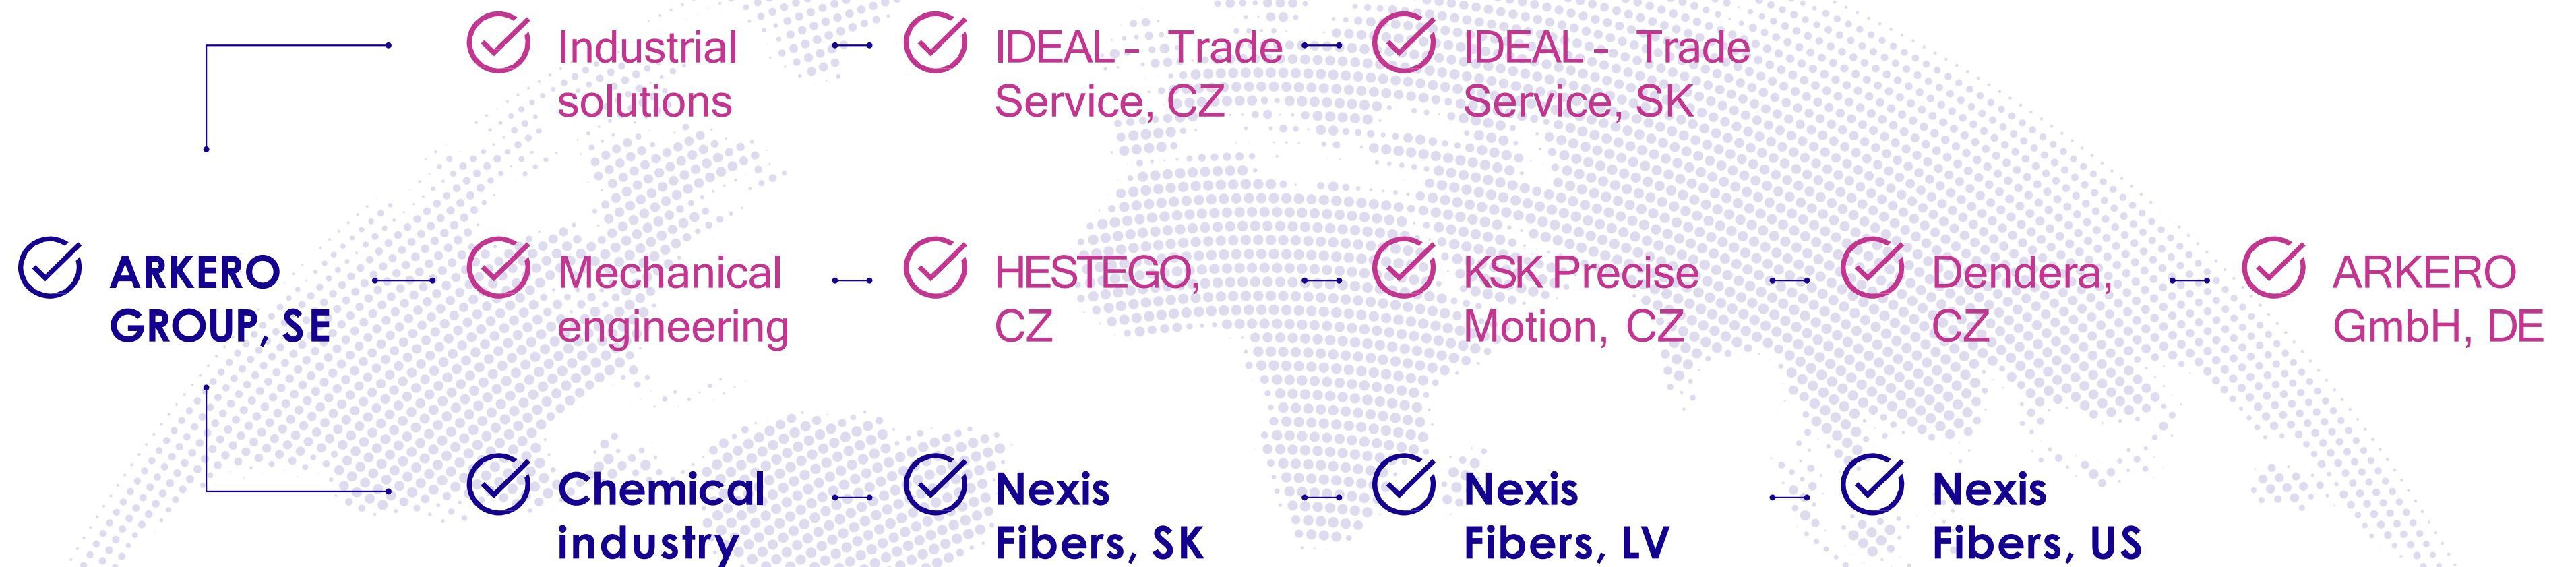 Industrial
solutions
IDEAL - Trade
Service, CZ
IDEAL - Trade
Service, SK
ARKERO
GROUP, SE
Mechanical
engineering
HESTEGO,
CZ
KSK Precise
Motion, CZ
Dendera,
CZ
ARKERO
GmbH, DE
Chemical
industry
Nexis
Fibers, SK
Nexis
Fibers, LV
Nexis
Fibers, US